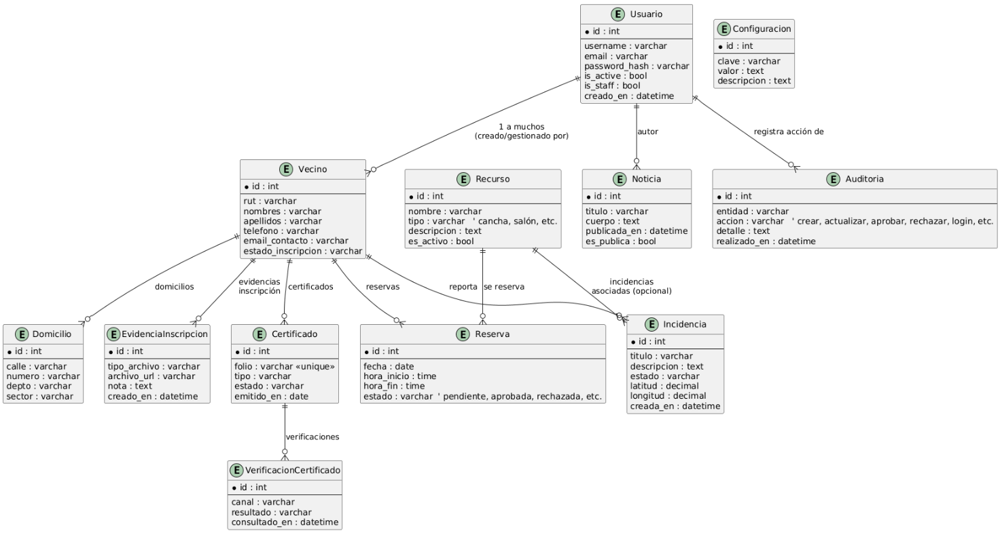 E Usuario
* id : int
username : varchar
email : varchar
password_hash : varchar
is_active : bool
is_staff : bool
creado_en : datetime
E Configuracion
* id : int
clave : varchar
valor : text
descripcion : text
1 a muchos
(creado/gestionado por)
autor
registra acción de
E Vecino
* id : int
rut : varchar
nombres : varchar
apellidos : varchar
telefono : varchar
email_contacto : varchar
estado_inscripcion : varchar
E Recurso
* id : int
nombre : varchar
tipo : varchar ' cancha, salón, etc.
descripcion : text
es_activo : bool
E Noticia
* id : int
titulo : varchar
cuerpo : text
publicada_en : datetime
es_publica : bool
E Auditoria
* id : int
entidad : varchar
accion : varchar ' crear, actualizar, aprobar, rechazar, login, etc.
detalle : text
realizado_en : datetime
domicilios
evidencias
inscripción
certificados
reservas
reporta
se reserva
incidencias
asociadas (opcional)
E Domicilio
* id : int
calle : varchar
numero : varchar
depto : varchar
sector : varchar
E EvidenciaInscripcion
* id : int
tipo_archivo : varchar
archivo_url : varchar
nota : text
creado_en : datetime
E Certificado
* id : int
folio : varchar «unique»
tipo : varchar
estado : varchar
emitido_en : date
E Reserva
* id : int
fecha : date
hora_inicio : time
hora_fin : time
estado : varchar ' pendiente, aprobada, rechazada, etc.
E Incidencia
* id : int
titulo : varchar
descripcion : text
estado : varchar
latitud : decimal
longitud : decimal
creada_en : datetime
verificaciones
E VerificacionCertificado
* id : int
canal : varchar
resultado : varchar
consultado_en : datetime